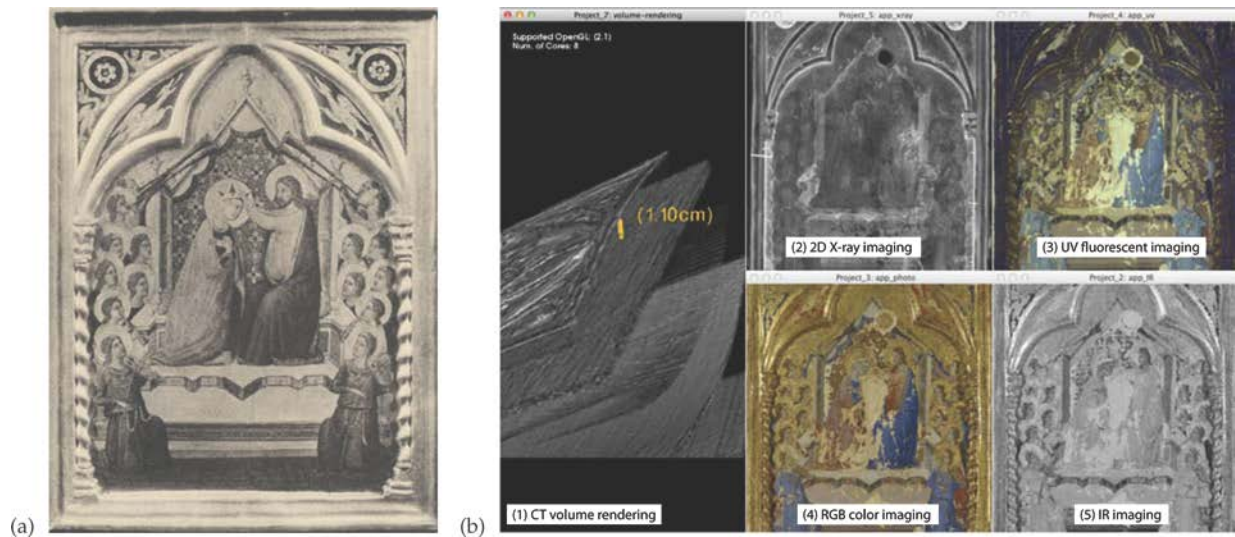 Project_7: volume-rendering
Project_5: app_xray
Project_4: app_uv
Supported OpenGL: (2.1)
Num. of Cores: 8
(1.10cm)
(2) 2D X-ray imaging
(3) UV fluorescent imaging
Project_3: app_photo
Project_2: app_IR
(1) CT volume rendering
(4) RGB color imaging
(5) IR imaging
(a)
(b)